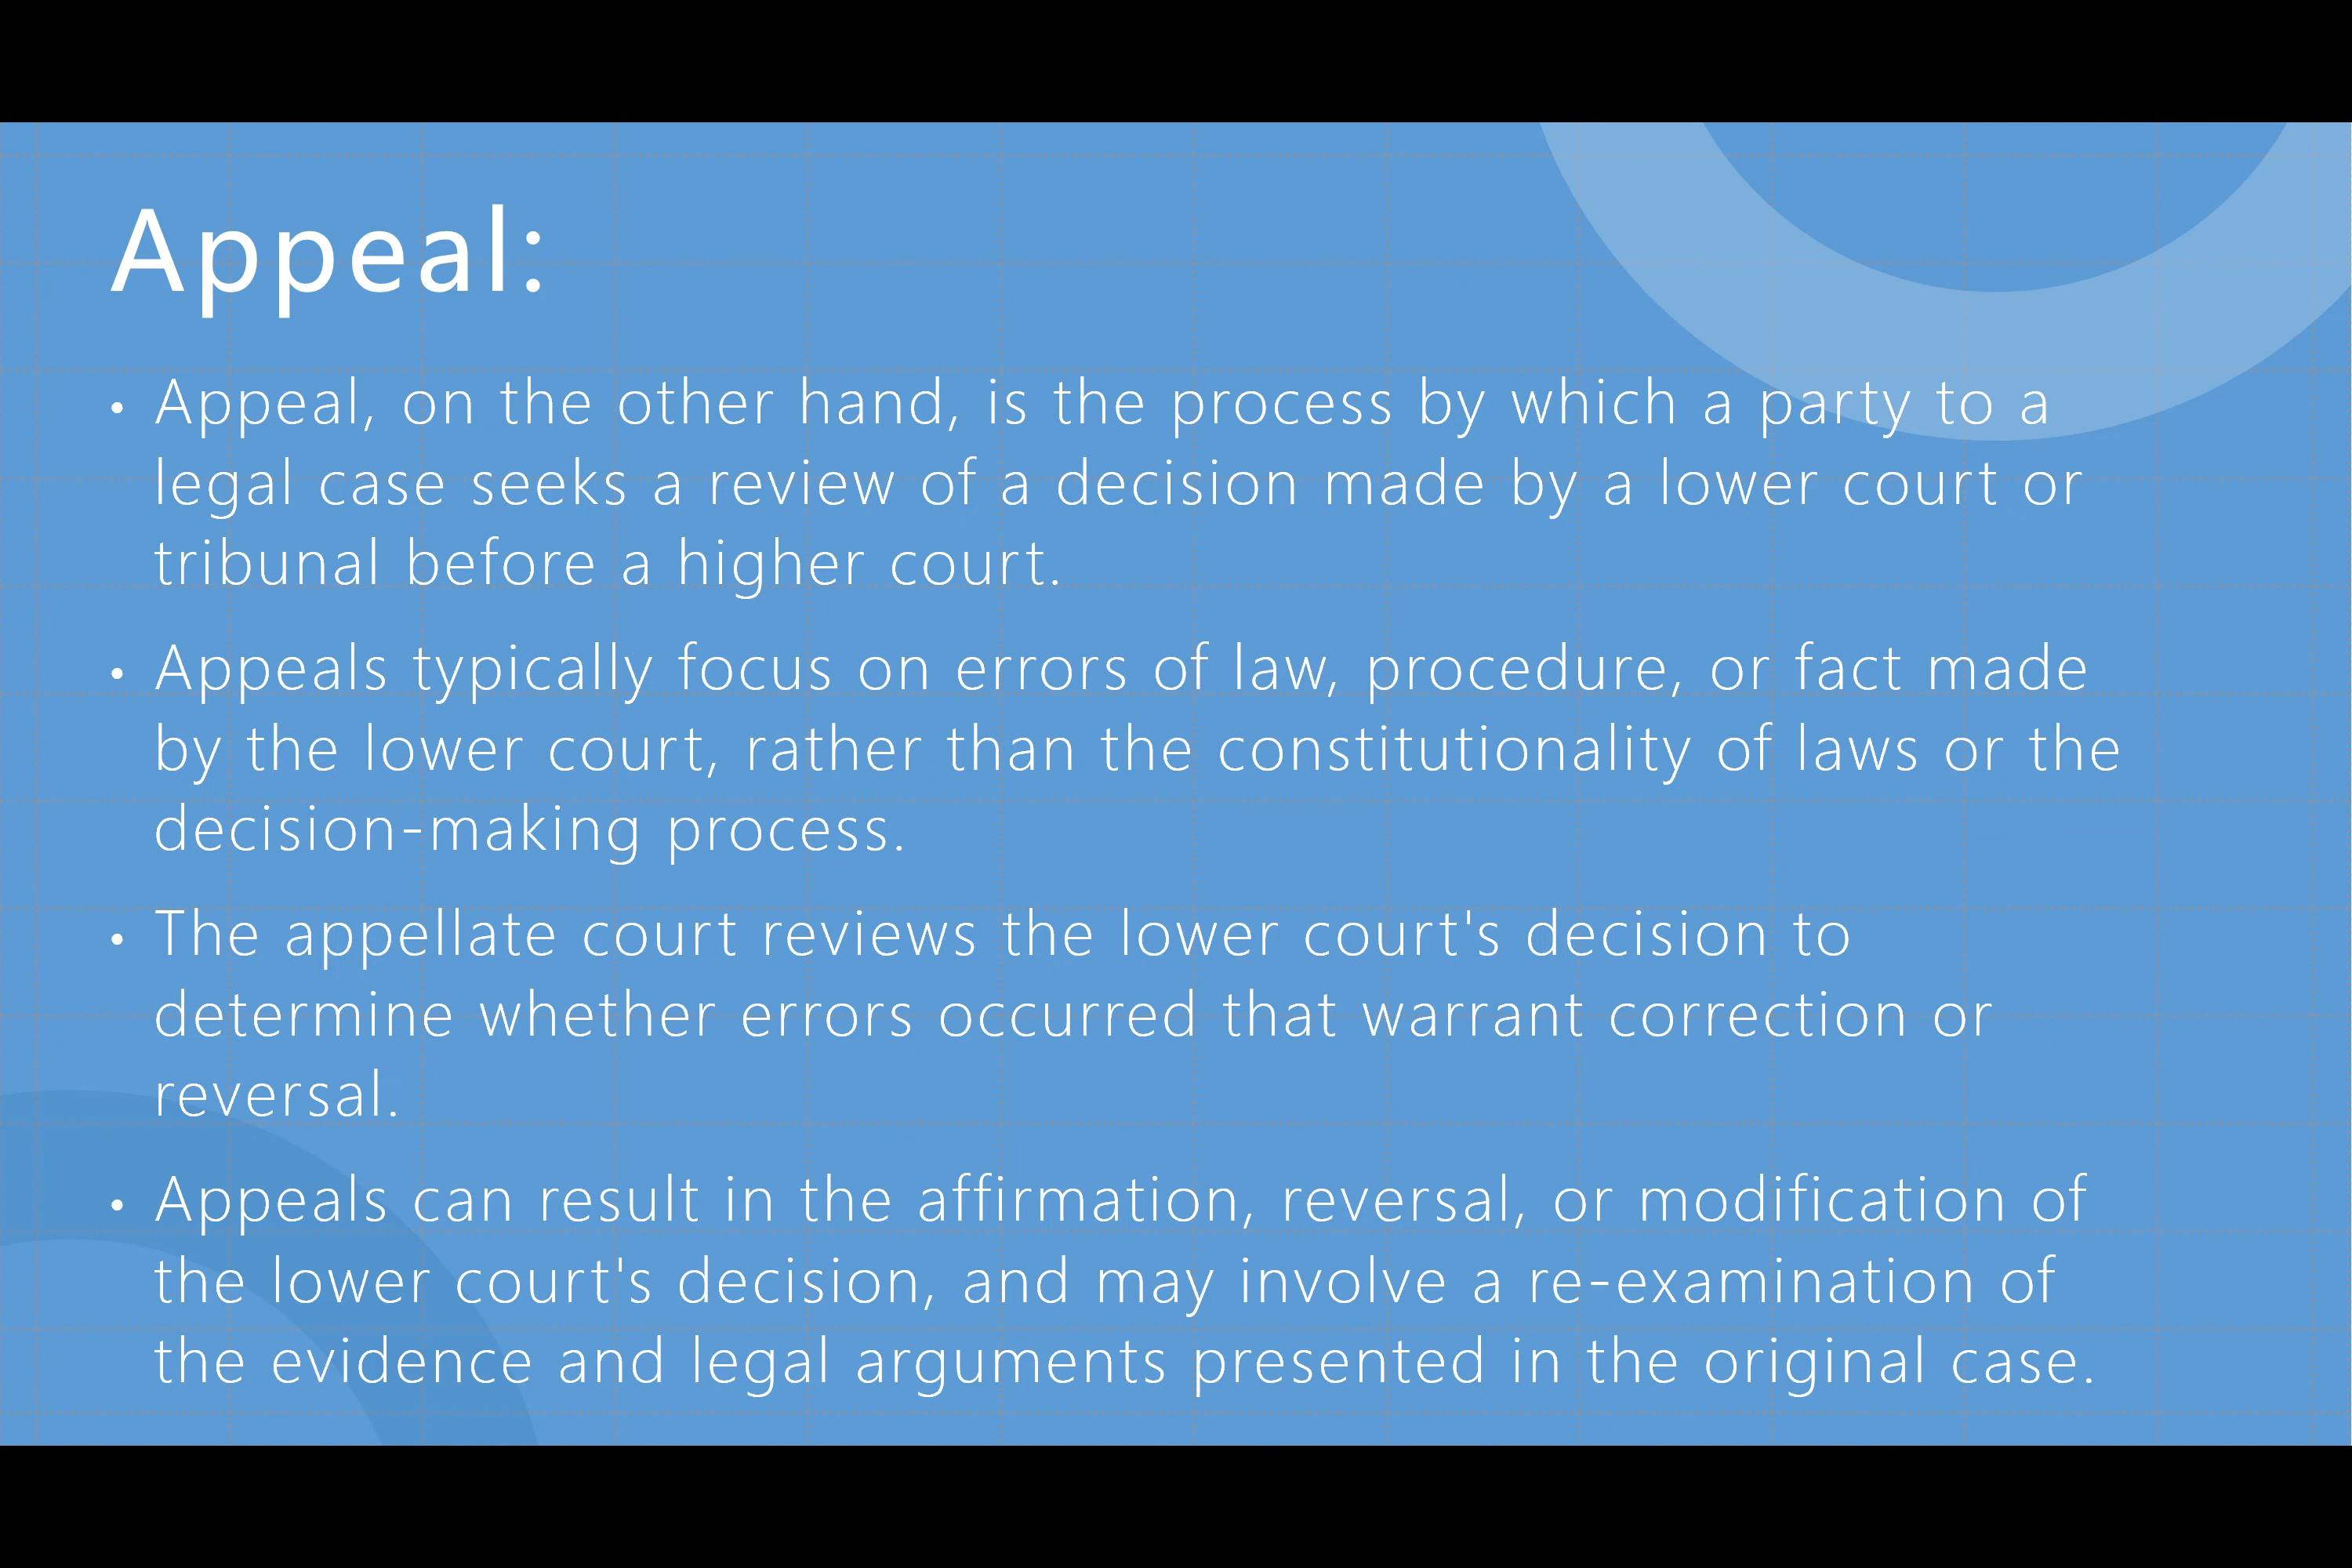 Appeal:
• Appeal, on the other hand, is the process by which a party to a
legal case seeks a review of a decision made by a lower court or
tribunal before a higher court.
• Appeals typically focus on errors of law, procedure, or fact made
by the lower court, rather than the constitutionality of laws or the
decision-making process.
• The appellate court reviews the lower court's decision to
determine whether errors occurred that warrant correction or
reversal.
• Appeals can result in the affirmation, reversal, or modification of
the lower court's decision, and may involve a re-examination of
the evidence and legal arguments presented in the original case.